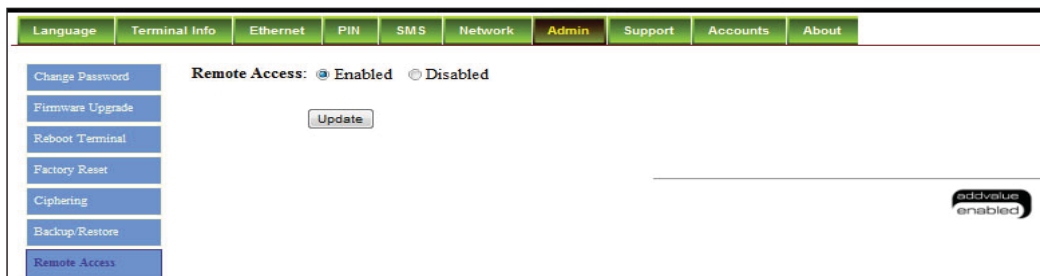 Language Terminal Info Ethernet PIN SMS Network Admin Support Accounts About
Change Password
Firmware Upgrade
Reboot Terminal
Factory Reset
Ciphering
Backup/Restore
Remote Access
Remote Access: Enabled Disabled
Update
addvalue
enabled